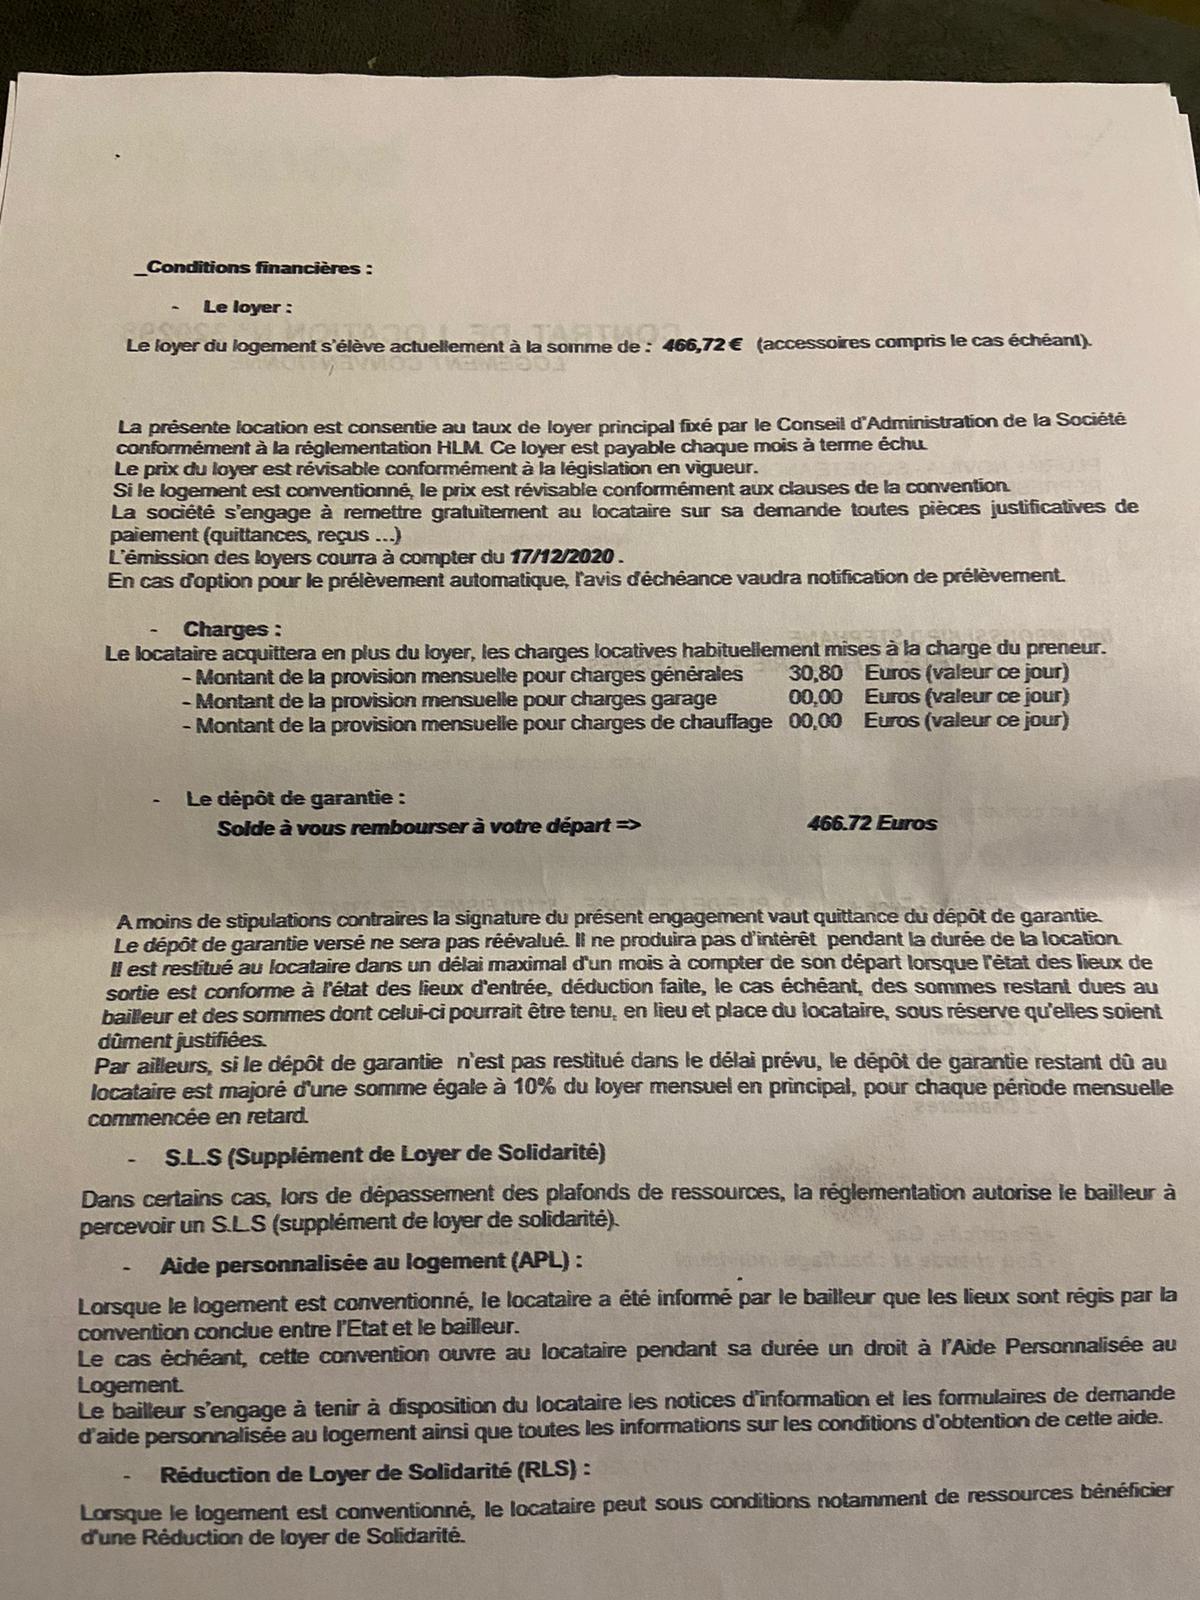 _Conditions financières :
- Le loyer :
Le loyer du logement s'élève actuellement à la somme de : 466,72 € (accessoires compris le cas échéant).
La présente location est consentie au taux de loyer principal fixé par le Conseil d'Administration de la Société
conformément à la réglementation HLM. Ce loyer est payable chaque mois à terme échu.
Le prix du loyer est révisable conformément à la législation en vigueur.
Si le logement est conventionné, le prix est révisable conformément aux clauses de la convention.
La société s'engage à remettre gratuitement au locataire sur sa demande toutes pièces justificatives de
paiement (quittances, reçus ...)
L'émission des loyers courra à compter du 17/12/2020 .
En cas d'option pour le prélèvement automatique, l'avis d'échéance vaudra notification de prélèvement.
- Charges :
Le locataire acquittera en plus du loyer, les charges locatives habituellement mises à la charge du preneur.
- Montant de la provision mensuelle pour charges générales 30,80 Euros (valeur ce jour)
- Montant de la provision mensuelle pour charges garage 00,00 Euros (valeur ce jour)
- Montant de la provision mensuelle pour charges de chauffage 00,00 Euros (valeur ce jour)
- Le dépôt de garantie :
Solde à vous rembourser à votre départ => 466.72 Euros
A moins de stipulations contraires la signature du présent engagement vaut quittance du dépôt de garantie.
Le dépôt de garantie versé ne sera pas réévalué. Il ne produira pas d'intérêt pendant la durée de la location.
Il est restitué au locataire dans un délai maximal d'un mois à compter de son départ lorsque l'état des lieux de
sortie est conforme à l'état des lieux d'entrée, déduction faite, le cas échéant, des sommes restant dues au
bailleur et des sommes dont celui-ci pourrait être tenu, en lieu et place du locataire, sous réserve qu'elles soient
dûment justifiées.
Par ailleurs, si le dépôt de garantie n'est pas restitué dans le délai prévu, le dépôt de garantie restant dû au
locataire est majoré d'une somme égale à 10% du loyer mensuel en principal, pour chaque période mensuelle
commencée en retard.
- S.L.S (Supplément de Loyer de Solidarité)
Dans certains cas, lors de dépassement des plafonds de ressources, la réglementation autorise le bailleur à
percevoir un S.L.S (supplément de loyer de solidarité).
- Aide personnalisée au logement (APL) :
Lorsque le logement est conventionné, le locataire a été informé par le bailleur que les lieux sont régis par la
convention conclue entre l'Etat et le bailleur.
Le cas échéant, cette convention ouvre au locataire pendant sa durée un droit à l'Aide Personnalisée au
Logement.
Le bailleur s'engage à tenir à disposition du locataire les notices d'information et les formulaires de demande
d'aide personnalisée au logement ainsi que toutes les informations sur les conditions d'obtention de cette aide.
- Réduction de Loyer de Solidarité (RLS) :
Lorsque le logement est conventionné, le locataire peut sous conditions notamment de ressources bénéficier
d'une Réduction de loyer de Solidarité.